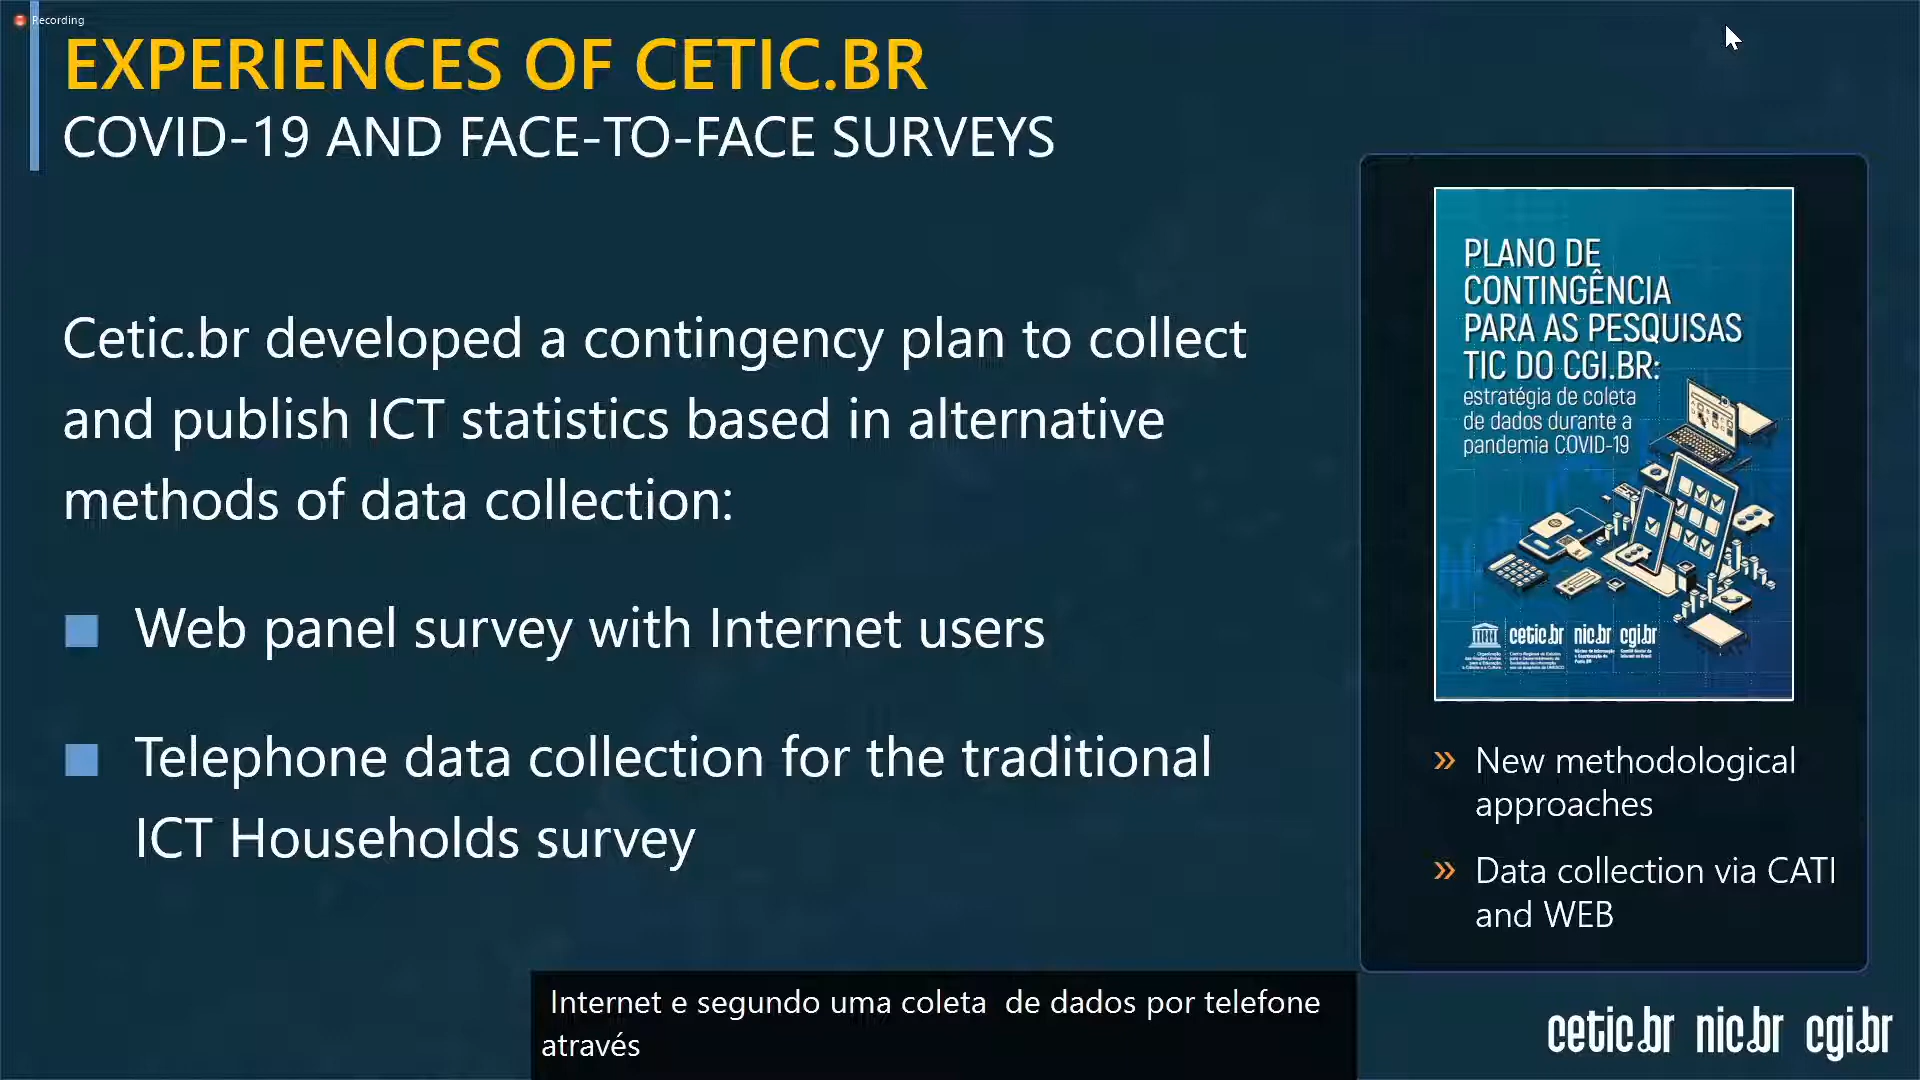 Recording
EXPERIENCES OF CETIC.BR
COVID-19 AND FACE-TO-FACE SURVEYS
Cetic.br developed a contingency plan to collect
and publish ICT statistics based in alternative
methods of data collection:
Web panel survey with Internet users
Telephone data collection for the traditional
ICT Households survey
PLANO DE
CONTINGÊNCIA
PARA AS PESQUISAS
TIC DO CGI.BR:
estratégia de coleta
de dados durante a
pandemia COVID-19
cetic.br nic.br cgi.br
» New methodological
approaches
» Data collection via CATI
and WEB
Internet e segundo uma coleta de dados por telefone
através
cetic.br nic.br cgi.br